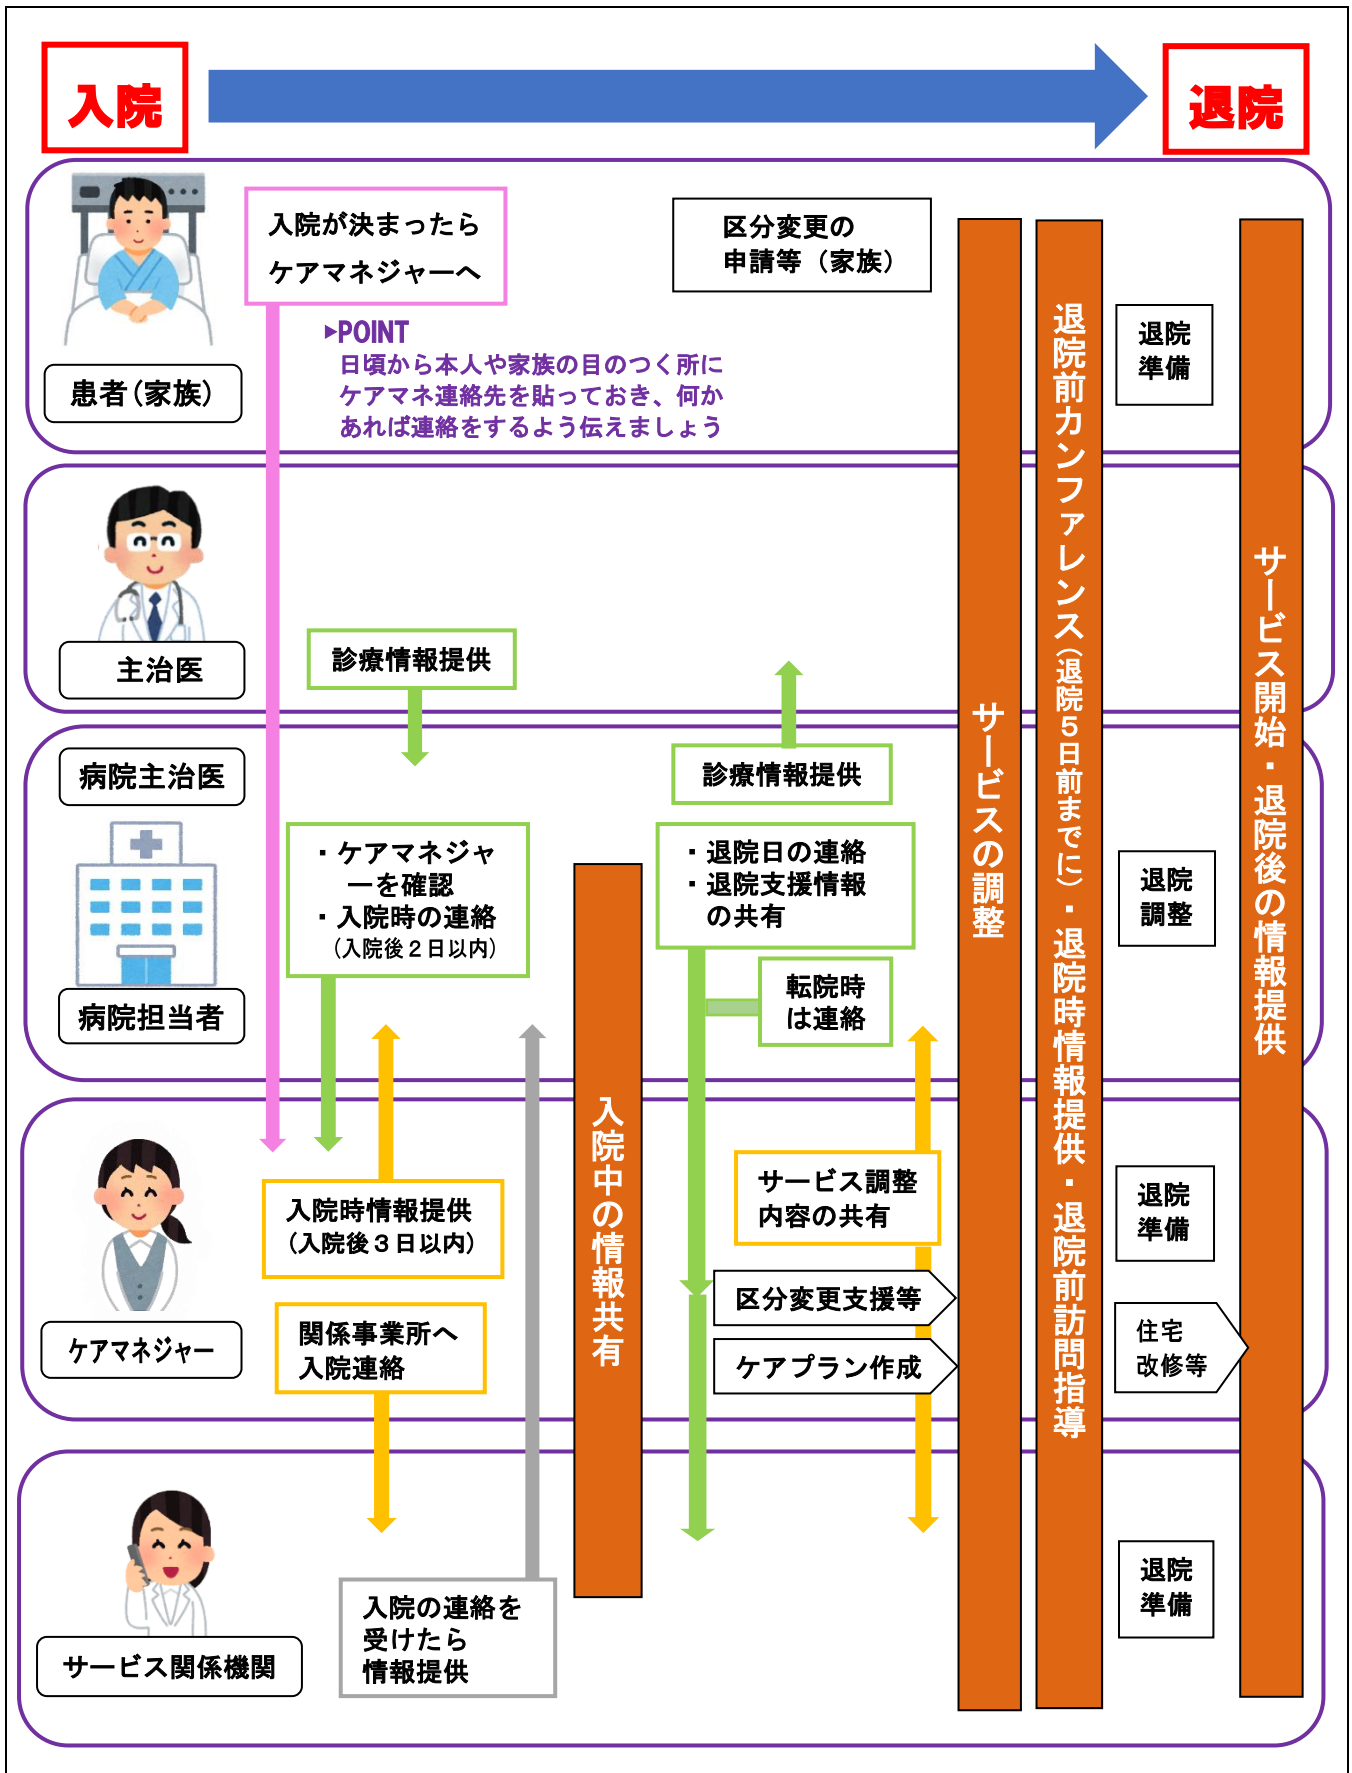 入院
退院
入院が決まったら
ケアマネジャーへ
区分変更の
申請等（家族）
▶POINT
日頃から本人や家族の目のつく所に
ケアマネ連絡先を貼っておき、何か
あれば連絡をするよう伝えましょう
退院
準備
患者（家族）
診療情報提供
主治医
病院主治医
診療情報提供
・ケアマネジャ
ーを確認
・入院時の連絡
（入院後２日以内）
・退院日の連絡
・退院支援情報
の共有
転院時
は連絡
退院
調整
病院担当者
入院時情報提供
（入院後３日以内）
関係事業所へ
入院連絡
サービス調整
内容の共有
区分変更支援等
ケアプラン作成
退院
準備
住宅
改修等
ケアマネジャー
入院の連絡を
受けたら
情報提供
退院
準備
サービス関係機関
入院中の情報共有
サービスの調整
退院前カンファレンス（退院５日前までに）・退院時情報提供・退院前訪問指導
サービス開始・退院後の情報提供